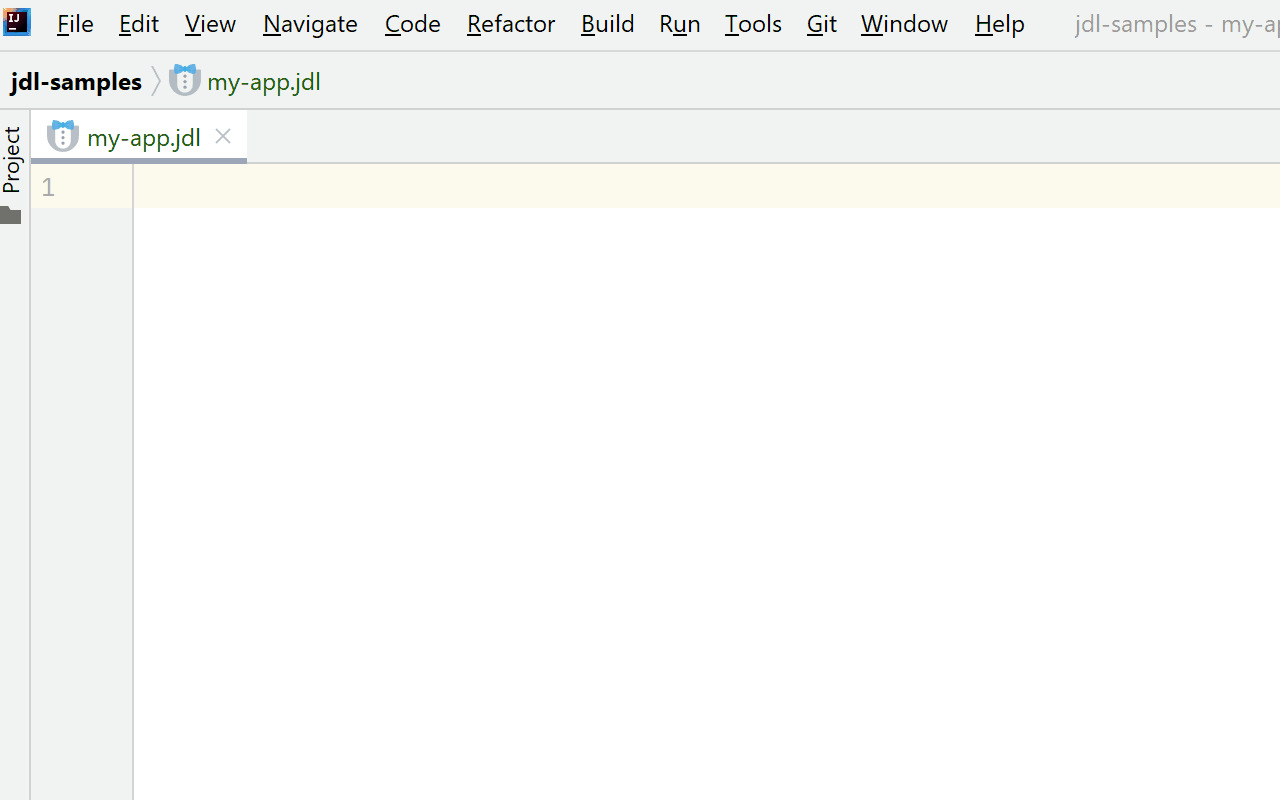 IJ
File Edit View Navigate Code Refactor Build Run Tools Git Window Help jdl-samples - my-ap
jdl-samples my-app.jdl
my-app.jdl
Project
1